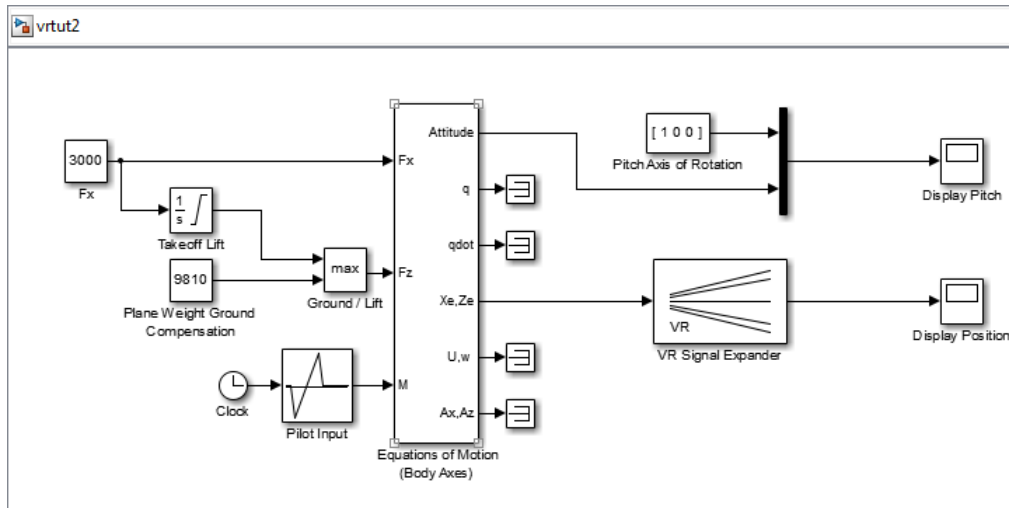 vrtut2
Attitude
[ 1 0 0 ]
3000
Fx
Pitch Axis of Rotation
Display Pitch
Fx
q
1
s
Takeoff Lift
qdot
9810
max
Fz
Ground / Lift
Plane Weight Ground
Compensation
Xe,Ze
VR
VR Signal Expander
Display Position
U,w
Clock
Pilot Input
M
Ax,Az
Equations of Motion
(Body Axes)